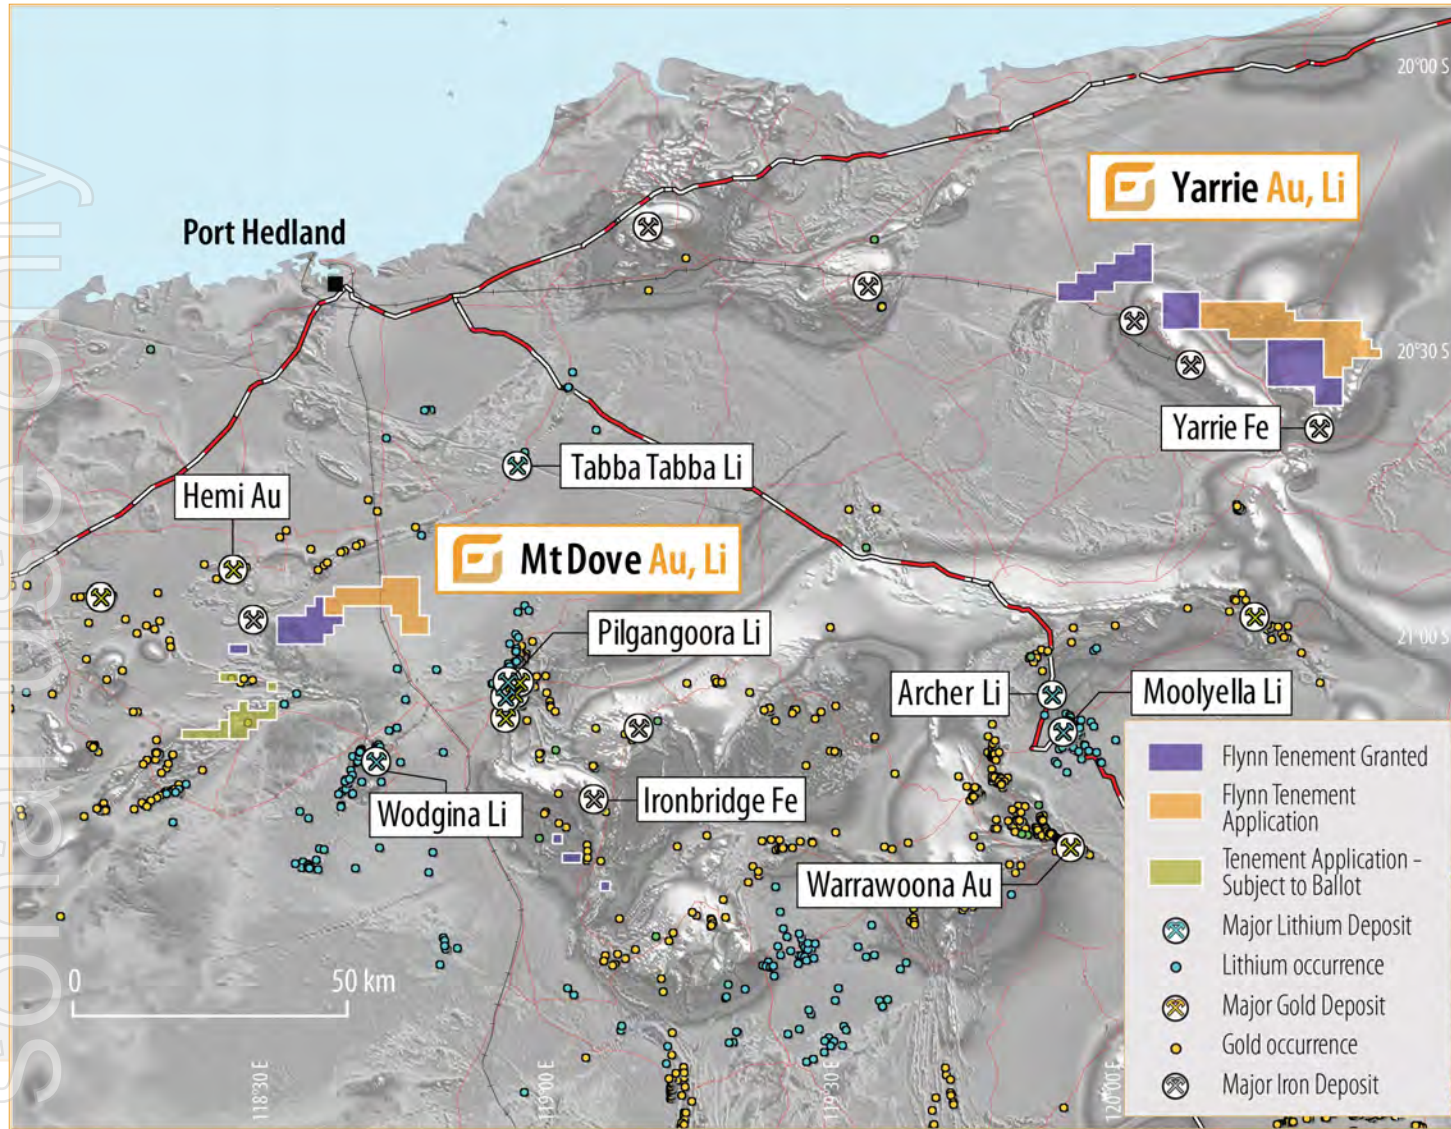 20°00 S
Yarrie Au, Li
Port Hedland
20°30 S
Yarrie Fe
Tabba Tabba Li
Hemi Au
Mt Dove Au, Li
Pilgangoora Li
21°00 S
Archer Li
Moolyella Li
Wodgina Li
Ironbridge Fe
Warrawoona Au
Flynn Tenement Granted
Flynn Tenement
Application
Tenement Application –
Subject to Ballot
Major Lithium Deposit
Lithium occurrence
Major Gold Deposit
Gold occurrence
Major Iron Deposit
0 50 km
118°30 E
119°00 E
119°30 E
120°00 E
sonal use only